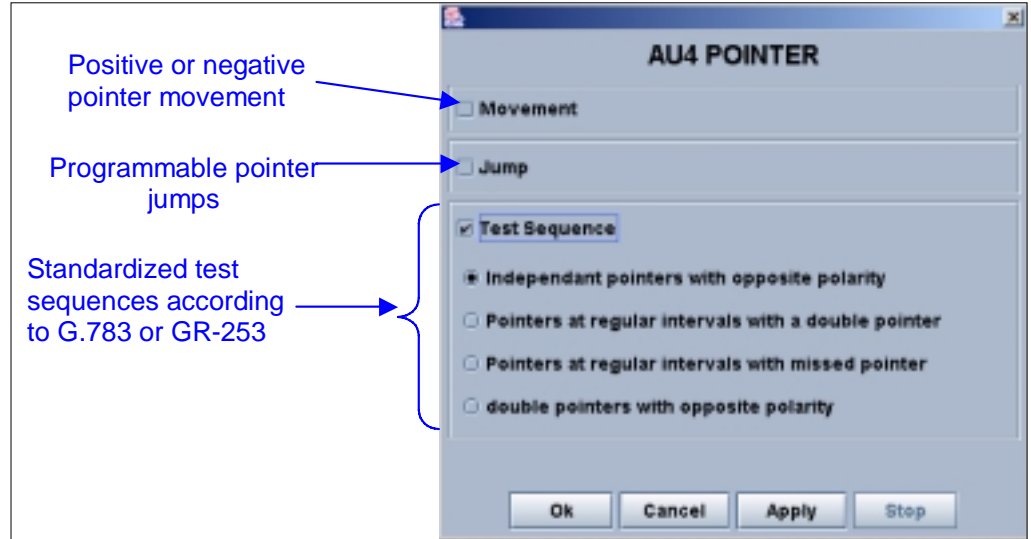 AU4 POINTER
Positive or negative
pointer movement
Movement
Programmable pointer
jumps
Jump
Standardized test
sequences according
to G.783 or GR-253
Test Sequence
Independant pointers with opposite polarity
Pointers at regular intervals with a double pointer
Pointers at regular intervals with missed pointer
double pointers with opposite polarity
Ok Cancel Apply Stop